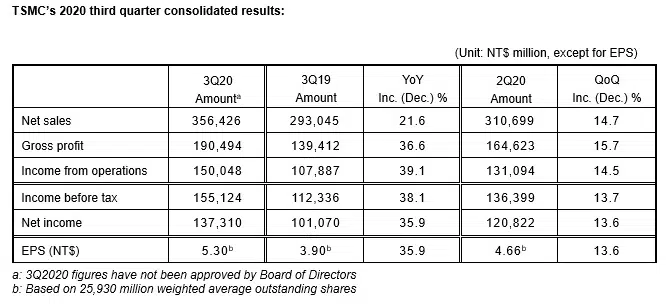 TSMC's 2020 third quarter consolidated results:
(Unit: NT$ million, except for EPS)
3Q20 Amountᵃ 3Q19 Amount YoY Inc. (Dec.) % 2Q20 Amount QoQ Inc. (Dec.) %
Net sales 356,426 293,045 21.6 310,699 14.7
Gross profit 190,494 139,412 36.6 164,623 15.7
Income from operations 150,048 107,887 39.1 131,094 14.5
Income before tax 155,124 112,336 38.1 136,399 13.7
Net income 137,310 101,070 35.9 120,822 13.6
EPS (NT$) 5.30ᵇ 3.90ᵇ 35.9 4.66ᵇ 13.6
a: 3Q2020 figures have not been approved by Board of Directors
b: Based on 25,930 million weighted average outstanding shares